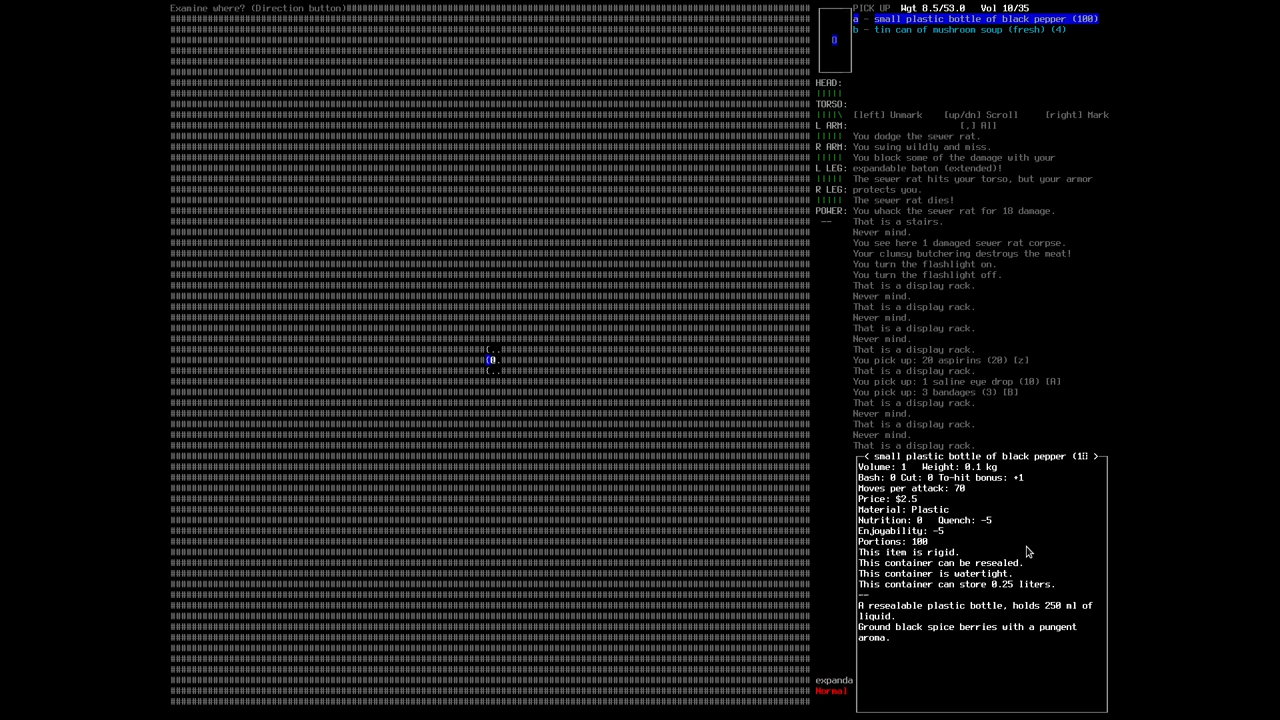 Examine where? (Direction button)
PICK UP  Wgt 8.5/53.0  Vol 10/35
a - small plastic bottle of black pepper (100)
b - tin can of mushroom soup (fresh) (4)
0
HEAD:
|||||
TORSO:
||||\
L ARM:
|||||
R ARM:
|||||
L LEG:
|||||
R LEG:
|||||
POWER:
--
[left] Unmark    [up/dn] Scroll    [right] Mark
[,] All
You dodge the sewer rat.
You swing wildly and miss.
You block some of the damage with your
expandable baton (extended)!
The sewer rat hits your torso, but your armor
protects you.
The sewer rat dies!
You whack the sewer rat for 18 damage.
That is a stairs.
Never mind.
You see here 1 damaged sewer rat corpse.
Your clumsy butchering destroys the meat!
You turn the flashlight on.
You turn the flashlight off.
That is a display rack.
Never mind.
That is a display rack.
Never mind.
That is a display rack.
Never mind.
That is a display rack.
You pick up: 20 aspirins (20) [z]
That is a display rack.
You pick up: 1 saline eye drop (10) [A]
You pick up: 3 bandages (3) [B]
That is a display rack.
Never mind.
That is a display rack.
Never mind.
That is a display rack.
{..
{@.
{..
< small plastic bottle of black pepper (1 >
Volume: 1   Weight: 0.1 kg
Bash: 0 Cut: 0 To-hit bonus: +1
Moves per attack: 70
Price: $2.5
Material: Plastic
Nutrition: 0   Quench: -5
Enjoyability: -5
Portions: 100
This item is rigid.
This container can be resealed.
This container is watertight.
This container can store 0.25 liters.
--
A resealable plastic bottle, holds 250 ml of
liquid.
Ground black spice berries with a pungent
aroma.
expanda
Normal